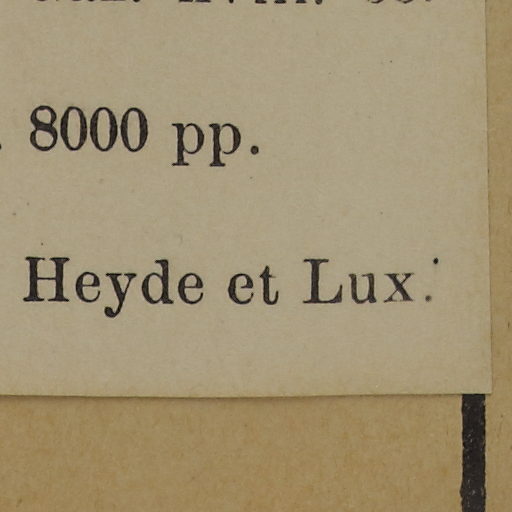 8000 pp.
Heyde et Lux.